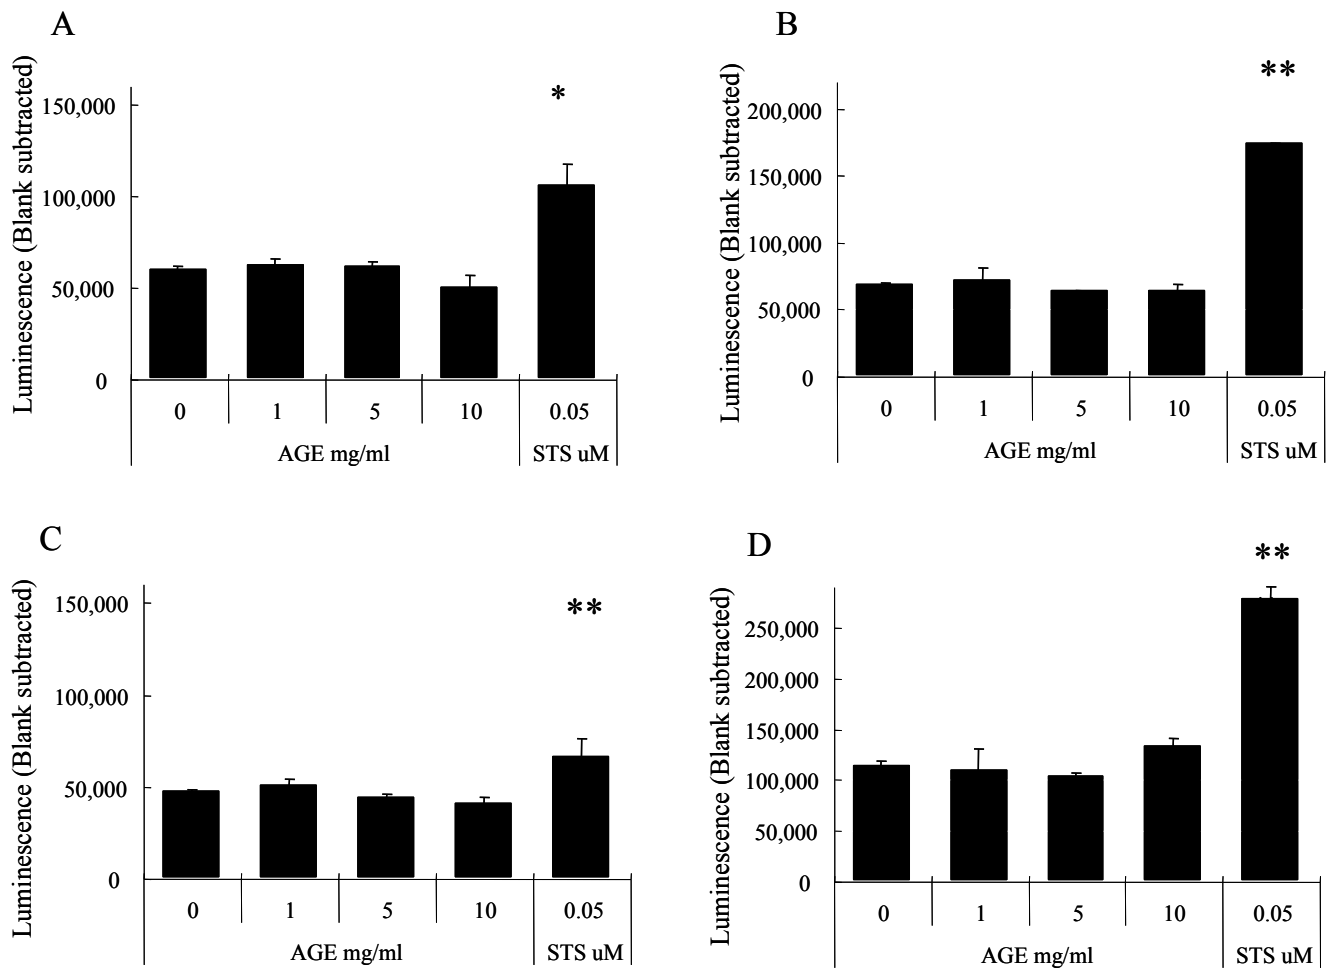 A
Luminescence (Blank subtracted)
150,000
100,000
50,000
0
*
0 1 5 10 0.05
AGE mg/ml STS uM
B
Luminescence (Blank subtracted)
200,000
150,000
100,000
50,000
0
**
0 1 5 10 0.05
AGE mg/ml STS uM
C
Luminescence (Blank subtracted)
150,000
100,000
50,000
0
**
0 1 5 10 0.05
AGE mg/ml STS uM
D
Luminescence (Blank subtracted)
250,000
200,000
150,000
100,000
50,000
0
**
0 1 5 10 0.05
AGE mg/ml STS uM